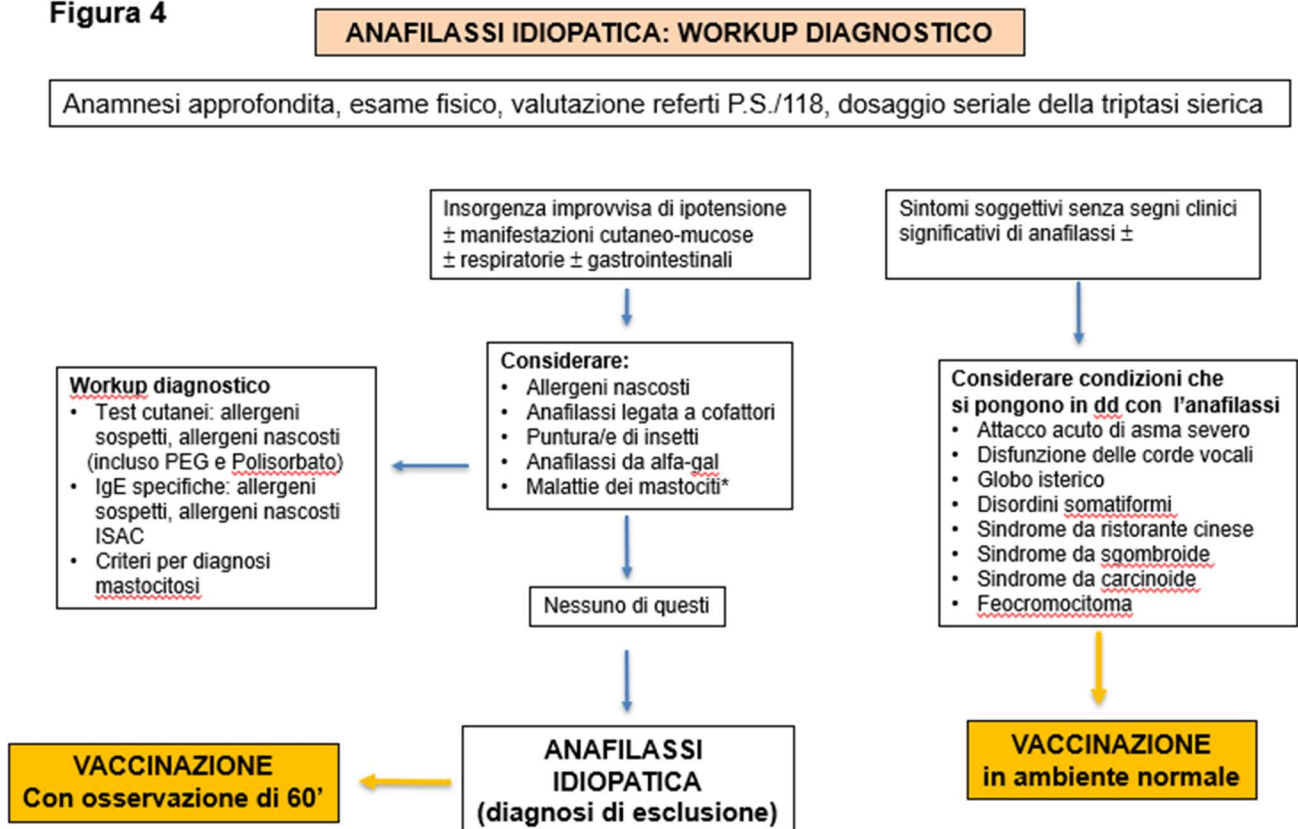 Figura 4
ANAFILASSI IDIOPATICA: WORKUP DIAGNOSTICO
Anamnesi approfondita, esame fisico, valutazione referti P.S./118, dosaggio seriale della triptasi sierica
Insorgenza improvvisa di ipotensione
± manifestazioni cutaneo-mucose
± respiratorie ± gastrointestinali
Sintomi soggettivi senza segni clinici
significativi di anafilassi ±
Workup diagnostico
• Test cutanei: allergeni
sospetti, allergeni nascosti
(incluso PEG e Polisorbato)
• IgE specifiche: allergeni
sospetti, allergeni nascosti
ISAC
• Criteri per diagnosi
mastocitosi
Considerare:
• Allergeni nascosti
• Anafilassi legata a cofattori
• Puntura/e di insetti
• Anafilassi da alfa-gal
• Malattie dei mastociti*
Considerare condizioni che
si pongono in dd con l'anafilassi
• Attacco acuto di asma severo
• Disfunzione delle corde vocali
• Globo isterico
• Disordini somatiformi
• Sindrome da ristorante cinese
• Sindrome da sgombroide
• Sindrome da carcinoide
• Feocromocitoma
Nessuno di questi
VACCINAZIONE
Con osservazione di 60'
ANAFILASSI
IDIOPATICA
(diagnosi di esclusione)
VACCINAZIONE
in ambiente normale